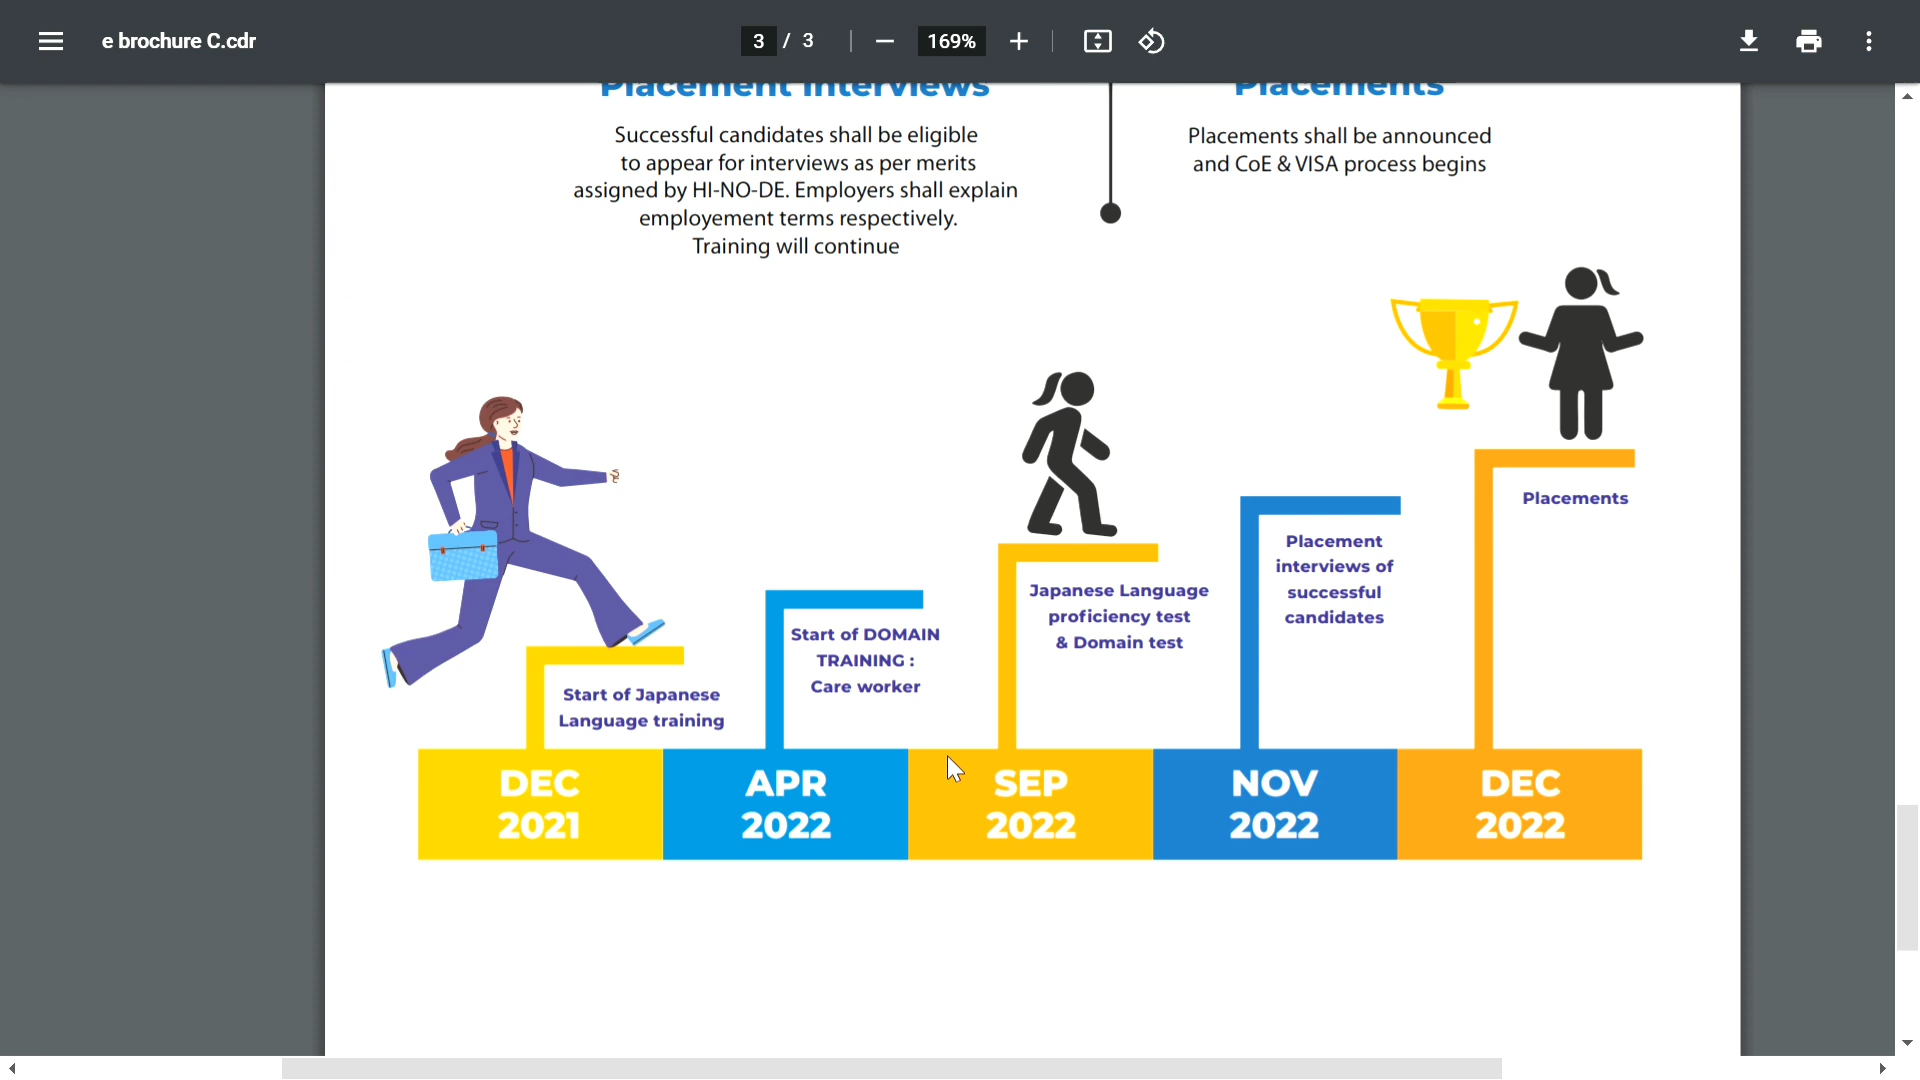 e brochure C.cdr
3 / 3
169%
Placement Interviews
Successful candidates shall be eligible
to appear for interviews as per merits
assigned by HI-NO-DE. Employers shall explain
employement terms respectively.
Training will continue
Placements
Placements shall be announced
and CoE & VISA process begins
Start of Japanese
Language training
Start of DOMAIN
TRAINING :
Care worker
Japanese Language
proficiency test
& Domain test
Placement
interviews of
successful
candidates
Placements
DEC
2021
APR
2022
SEP
2022
NOV
2022
DEC
2022